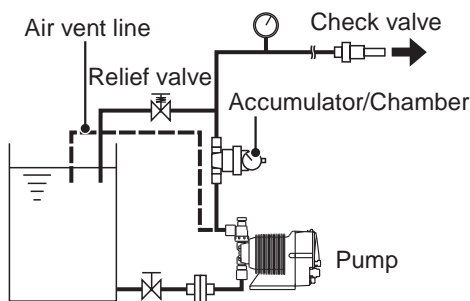 Air vent line
Check valve
Relief valve
Accumulator/Chamber
Pump